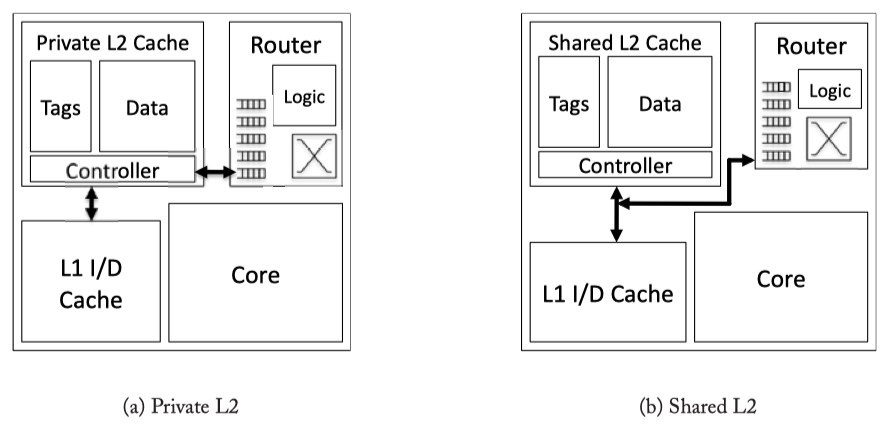 Private L2 Cache
Tags
Data
Controller
Router
Logic
L1 I/D
Cache
Core
(a) Private L2
Shared L2 Cache
Tags
Data
Controller
Router
Logic
L1 I/D Cache
Core
(b) Shared L2